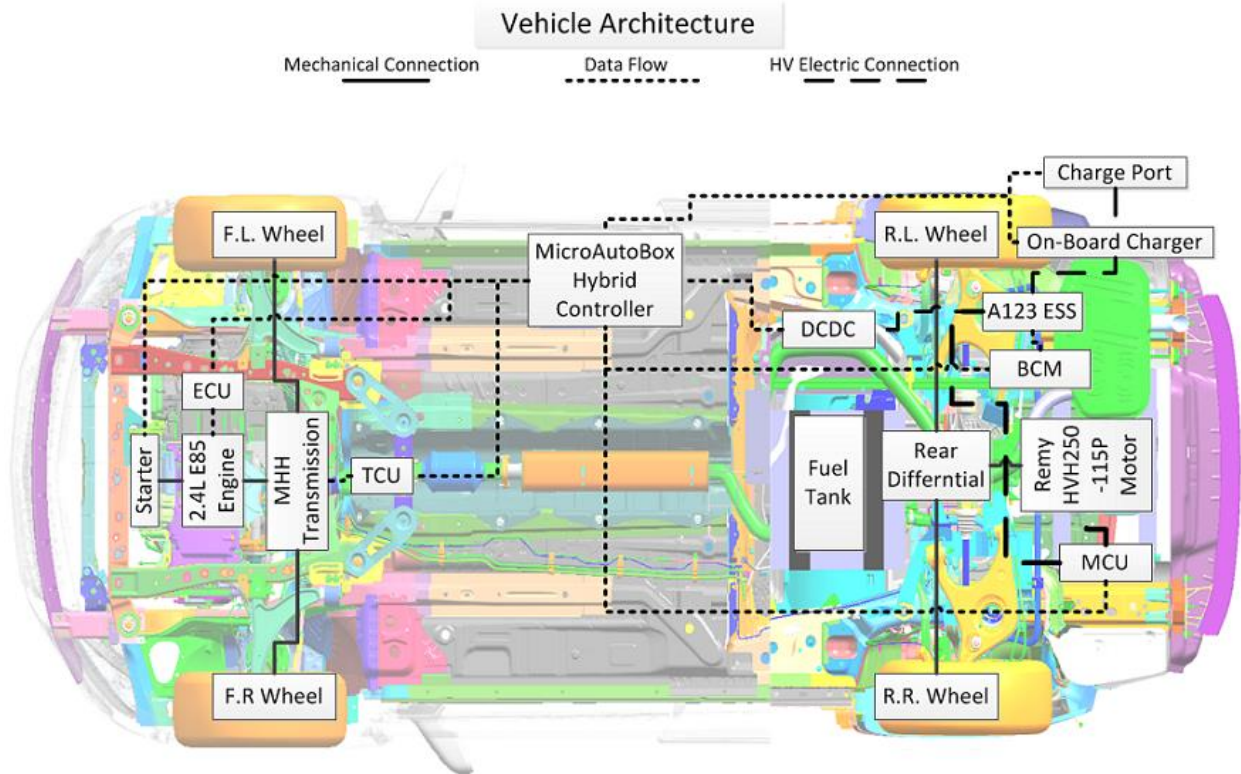 Vehicle Architecture
Mechanical Connection
Data Flow
HV Electric Connection
Charge Port
F.L. Wheel
MicroAutoBox
Hybrid
Controller
R.L. Wheel
On-Board Charger
A123 ESS
DCDC
BCM
ECU
Starter
2.4L E85
Engine
MHH
Transmission
TCU
Fuel
Tank
Rear
Differntial
Remy
HVH250
-115P
Motor
MCU
F.R Wheel
R.R. Wheel